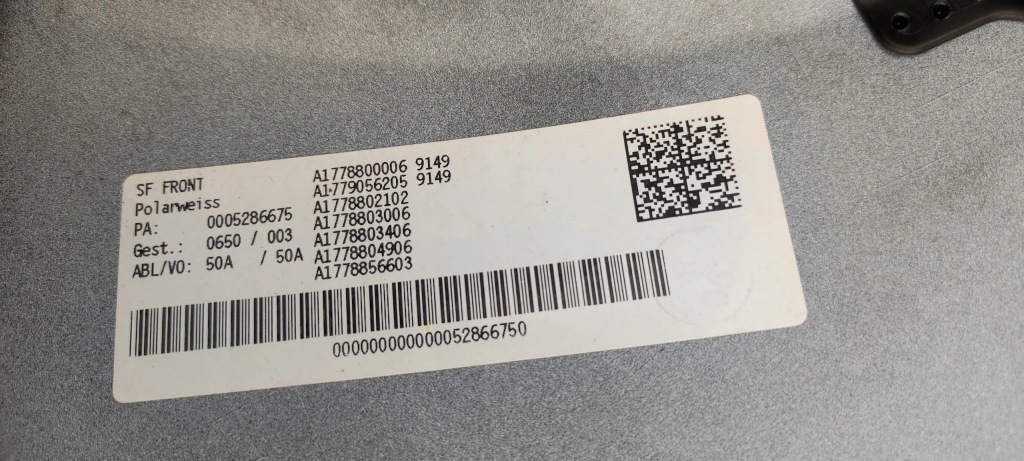 SF FRONT
Polarweiss
PA: 0005286675
Gest.: 0650 / 003
ABL/VO: 50A / 50A
A1778800006 9149
A1779056205 9149
A1778802102
A1778803006
A1778803406
A1778804906
A1778856603
000000000000052866750